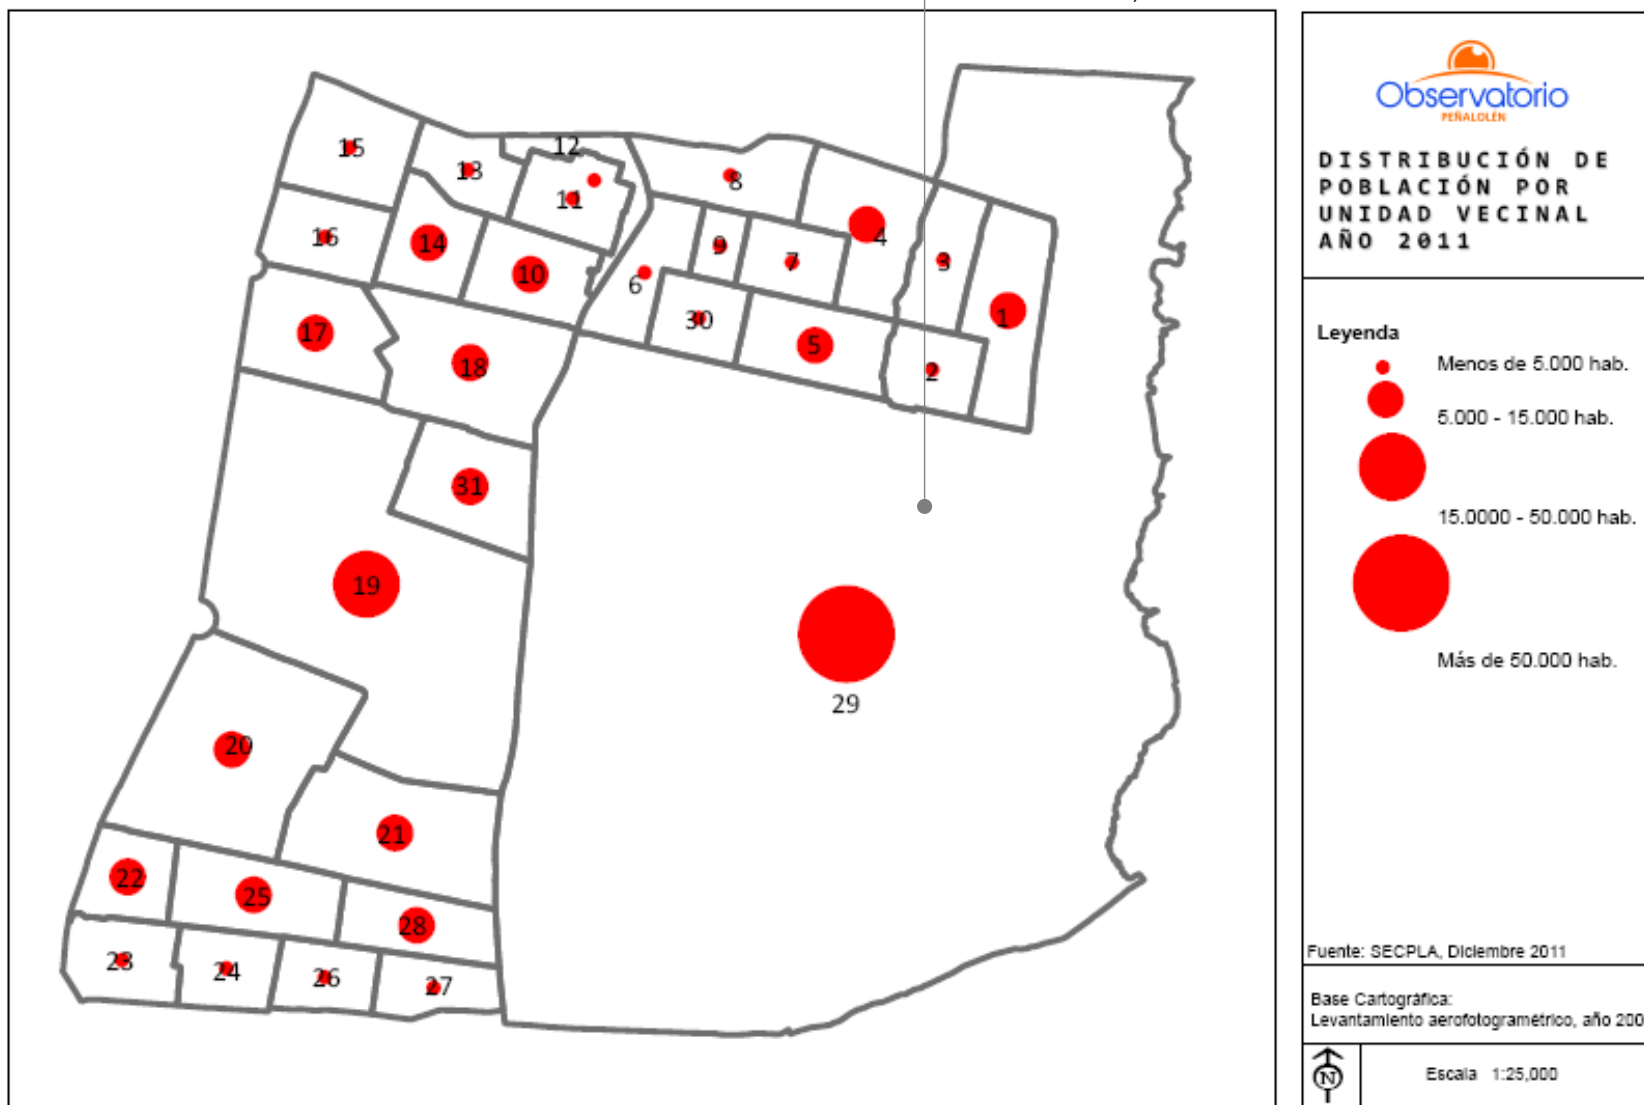 15
13
12
11
8
4
16
14
10
9
7
3
6
30
5
1
2
17
18
31
19
29
20
21
22
25
28
23
24
26
27
Observatorio
PEÑALOLÉN
DISTRIBUCIÓN DE
POBLACIÓN POR
UNIDAD VECINAL
AÑO 2011
Leyenda
Menos de 5.000 hab.
5.000 - 15.000 hab.
15.0000 - 50.000 hab.
Más de 50.000 hab.
Fuente: SECPLA, Diciembre 2011
Base Cartográfica:
Levantamiento aerofotogramétrico, año 200
N
Escala 1:25,000